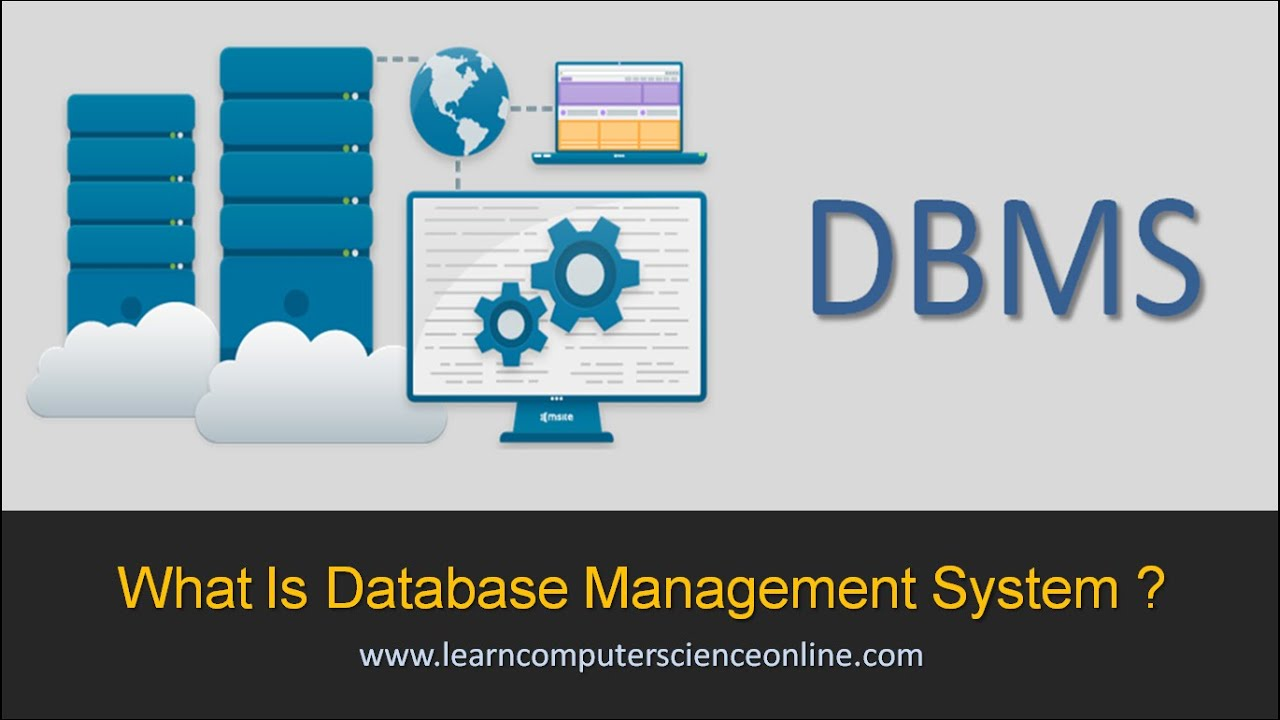 DBMS
What Is Database Management System ?
www.learncomputerscienceonline.com